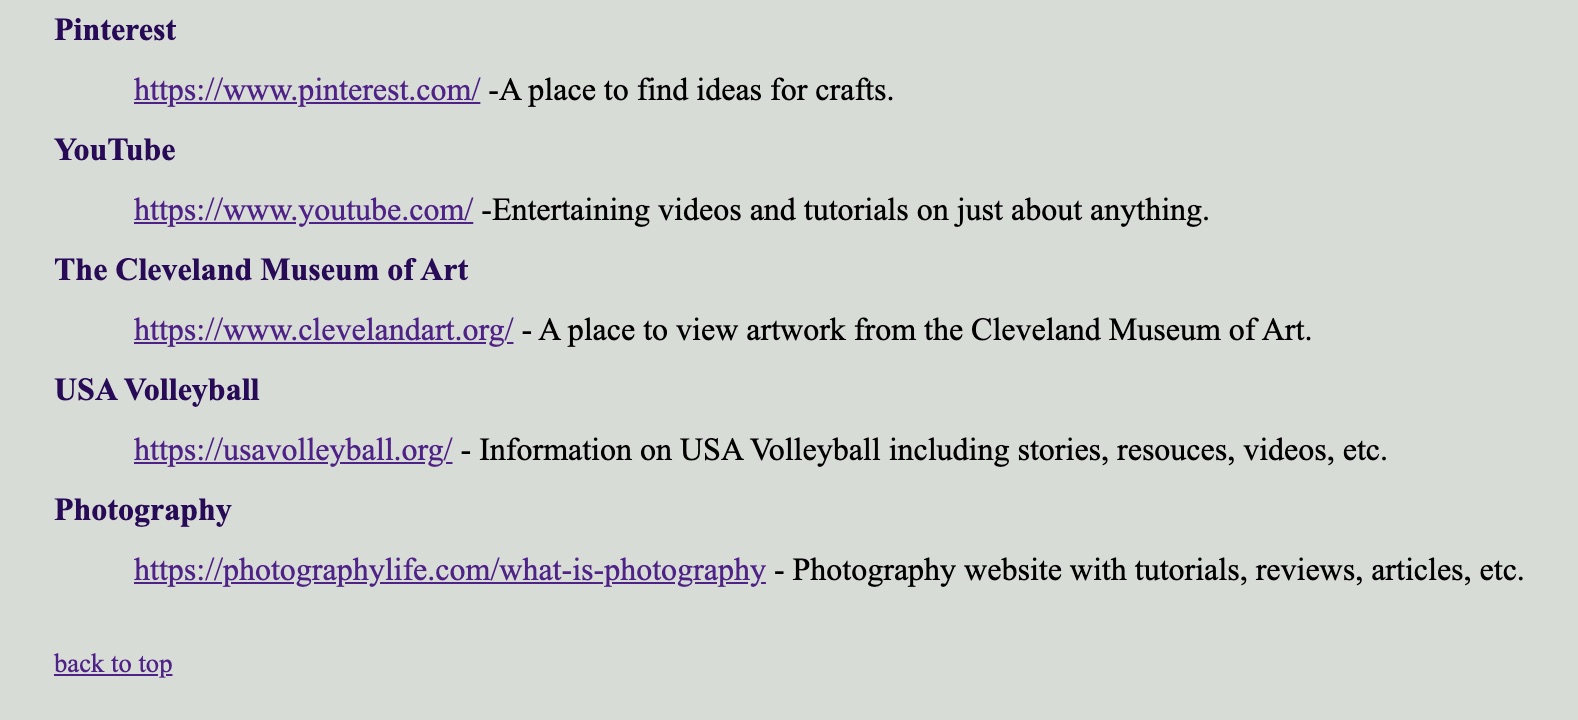 Pinterest
https://www.pinterest.com/ -A place to find ideas for crafts.
YouTube
https://www.youtube.com/ -Entertaining videos and tutorials on just about anything.
The Cleveland Museum of Art
https://www.clevelandart.org/ - A place to view artwork from the Cleveland Museum of Art.
USA Volleyball
https://usavolleyball.org/ - Information on USA Volleyball including stories, resouces, videos, etc.
Photography
https://photographylife.com/what-is-photography - Photography website with tutorials, reviews, articles, etc.
back to top